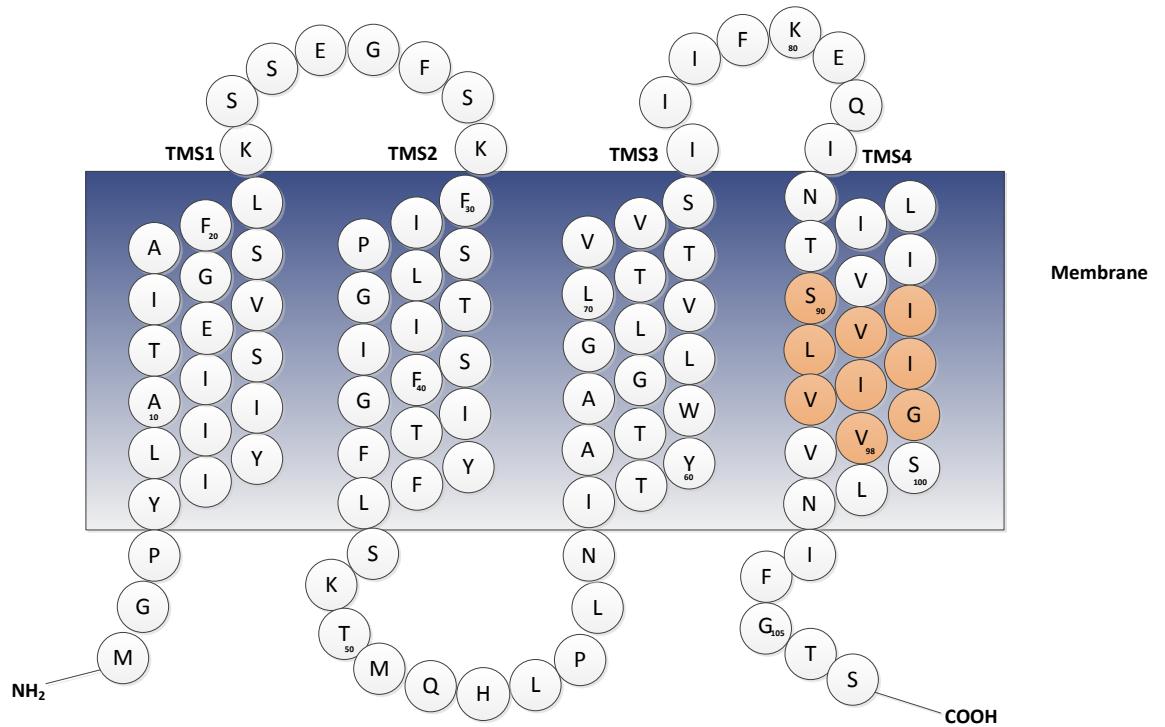 K S S E G F S K
I I I F K 80 E Q I
TMS1 TMS2 TMS3 TMS4
A I T A 10 L Y
F 20 G E I I I
L S V S I Y
P G I G F L
I L I F 40 T F
F 30 S T S I Y
V L 70 G A A I
V T L G T T
S T V L W Y 60
N T S 90 L V V N
I V V I V 98 L
L I I I G S 100
Membrane
P G M
NH₂
S K T 50 M Q H L P L N
I F G 105 T S
COOH